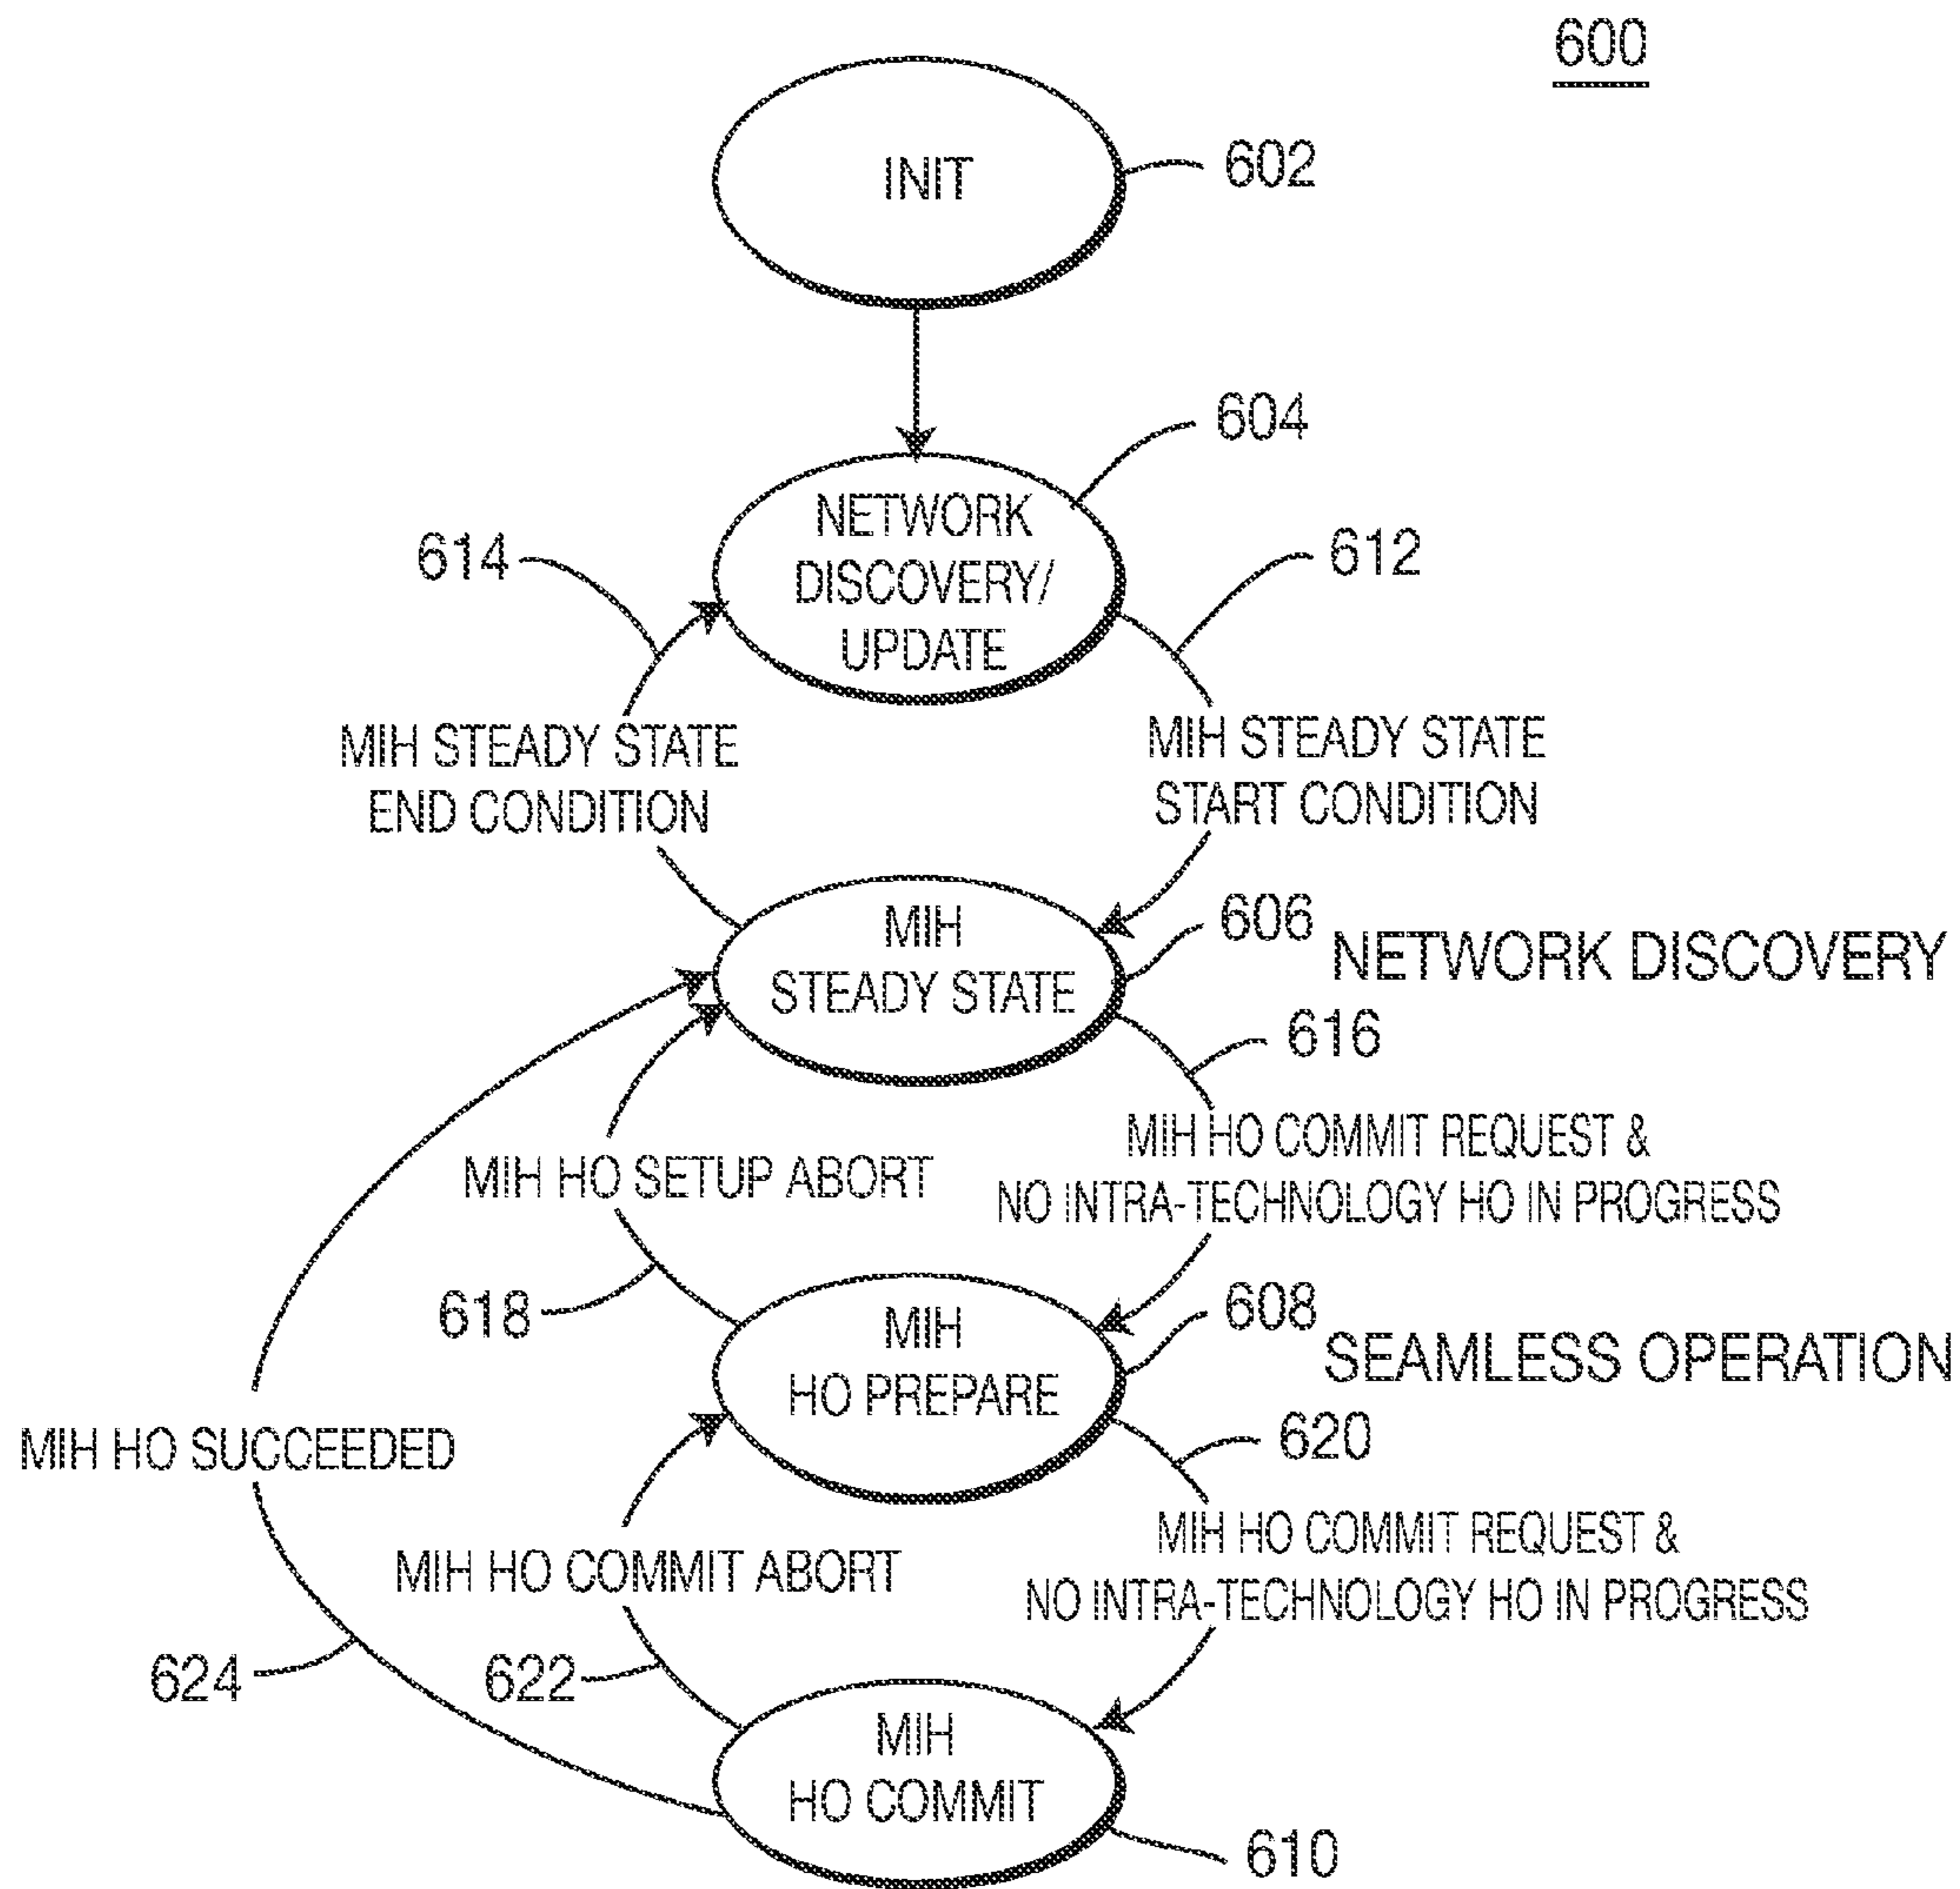 600
INIT
602
604
NETWORK
DISCOVERY/
UPDATE
614
612
MIH STEADY STATE
END CONDITION
MIH STEADY STATE
START CONDITION
MIH
STEADY STATE
606
NETWORK DISCOVERY
616
MIH HO SETUP ABORT
MIH HO COMMIT REQUEST &
NO INTRA-TECHNOLOGY HO IN PROGRESS
618
MIH
HO PREPARE
608
SEAMLESS OPERATION
620
MIH HO SUCCEEDED
MIH HO COMMIT ABORT
MIH HO COMMIT REQUEST &
NO INTRA-TECHNOLOGY HO IN PROGRESS
624
622
MIH
HO COMMIT
610